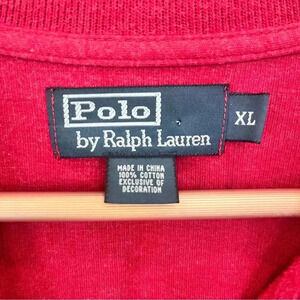 Polo
by Ralph Lauren
XL
MADE IN CHINA
100% COTTON
EXCLUSIVE OF
DECORATION